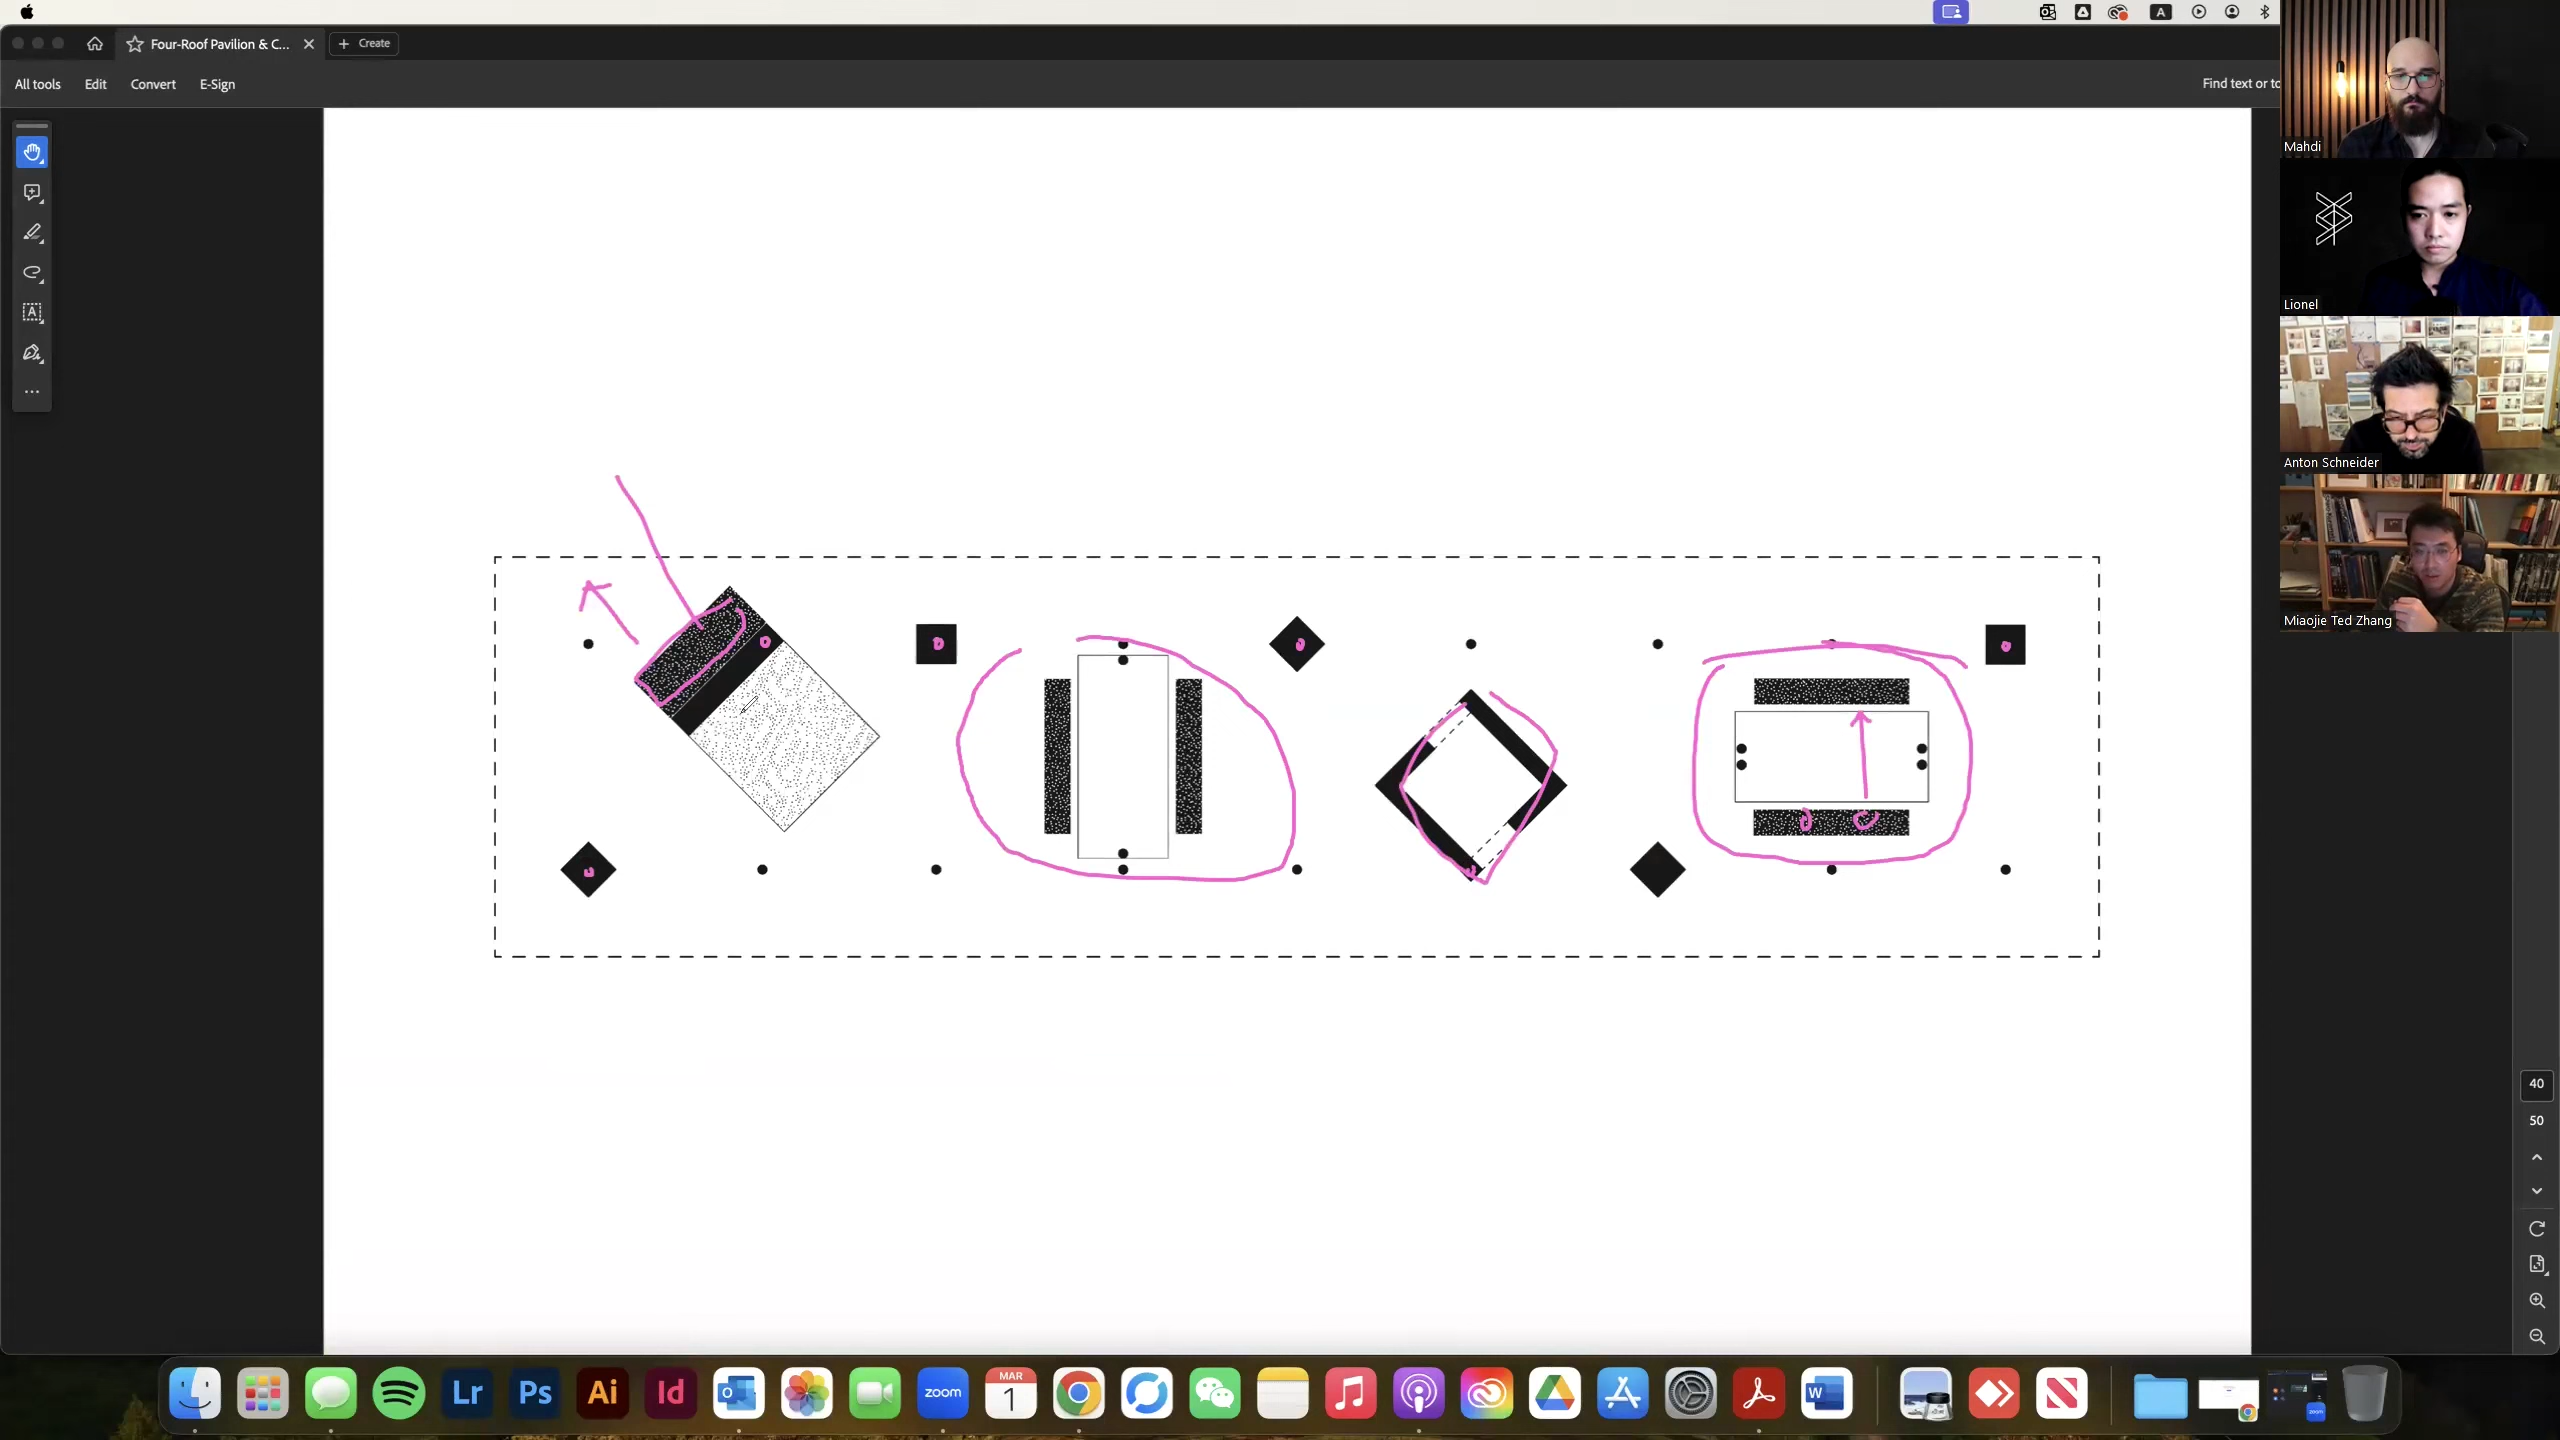 Four-Roof Pavilion & C...
Create
All tools
Edit
Convert
E-Sign
Find text or to
A
A
Mahdi
Lionel
Anton Schneider
Miaojie Ted Zhang
40
50
Lr
Ps
Ai
Id
zoom
MAR
1
W